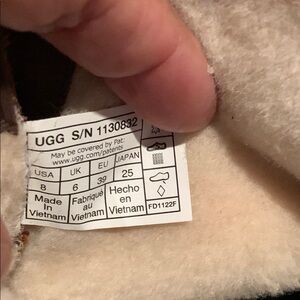 UGG S/N 1130832
May be covered by Pat:
www.ugg.com/patents
USA UK EU JAPAN
8 6 39 25
Made in Vietnam Fabriqué au Vietnam Hecho en Vietnam FD1122F